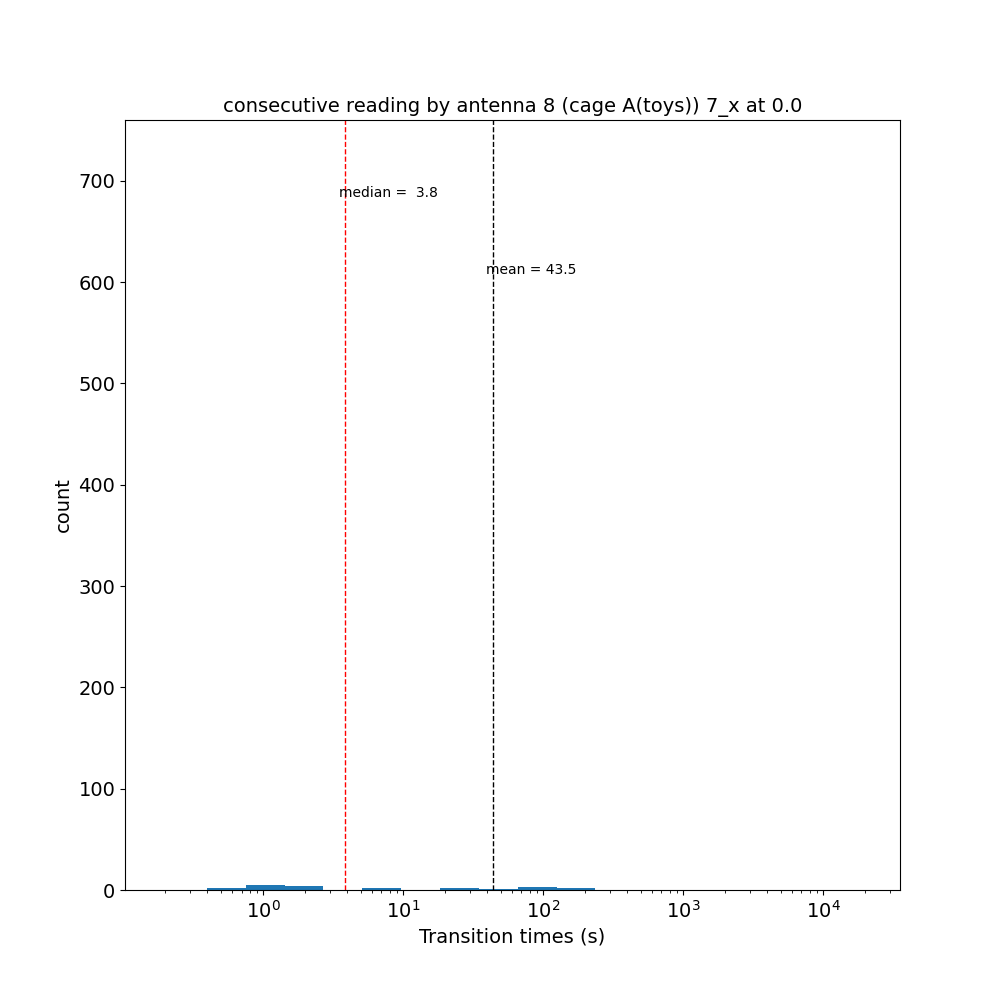 consecutive reading by antenna 8 (cage A(toys)) 7_x at 0.0
700
median =  3.8
mean = 43.5
600
500
400
count
300
200
100
0
10⁰ 10¹ 10² 10³ 10⁴
Transition times (s)